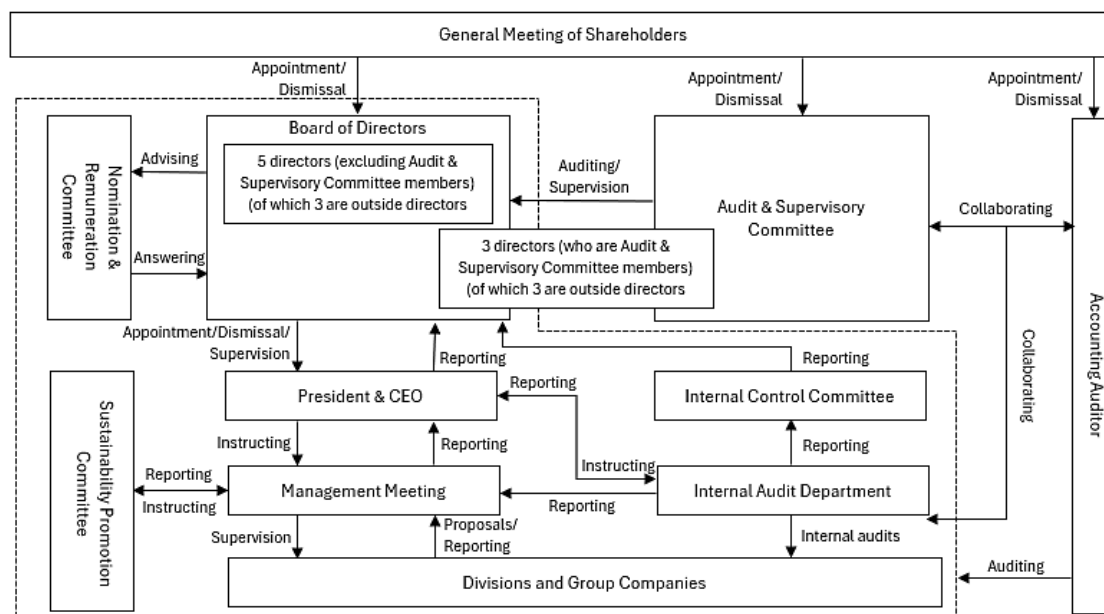 General Meeting of Shareholders
Appointment/
Dismissal
Appointment/
Dismissal
Appointment/
Dismissal
Board of Directors
5 directors (excluding Audit &
Supervisory Committee members)
(of which 3 are outside directors
Nomination &
Remuneration
Committee
Advising
Answering
Auditing/
Supervision
Audit & Supervisory
Committee
3 directors (who are Audit &
Supervisory Committee members)
(of which 3 are outside directors
Collaborating
Collaborating
Accounting Auditor
Appointment/Dismissal/
Supervision
Reporting
Reporting
President & CEO
Reporting
Internal Control Committee
Sustainability Promotion
Committee
Instructing
Reporting
Instructing
Reporting
Reporting
Instructing
Management Meeting
Reporting
Internal Audit Department
Supervision
Proposals/
Reporting
Internal audits
Divisions and Group Companies
Auditing